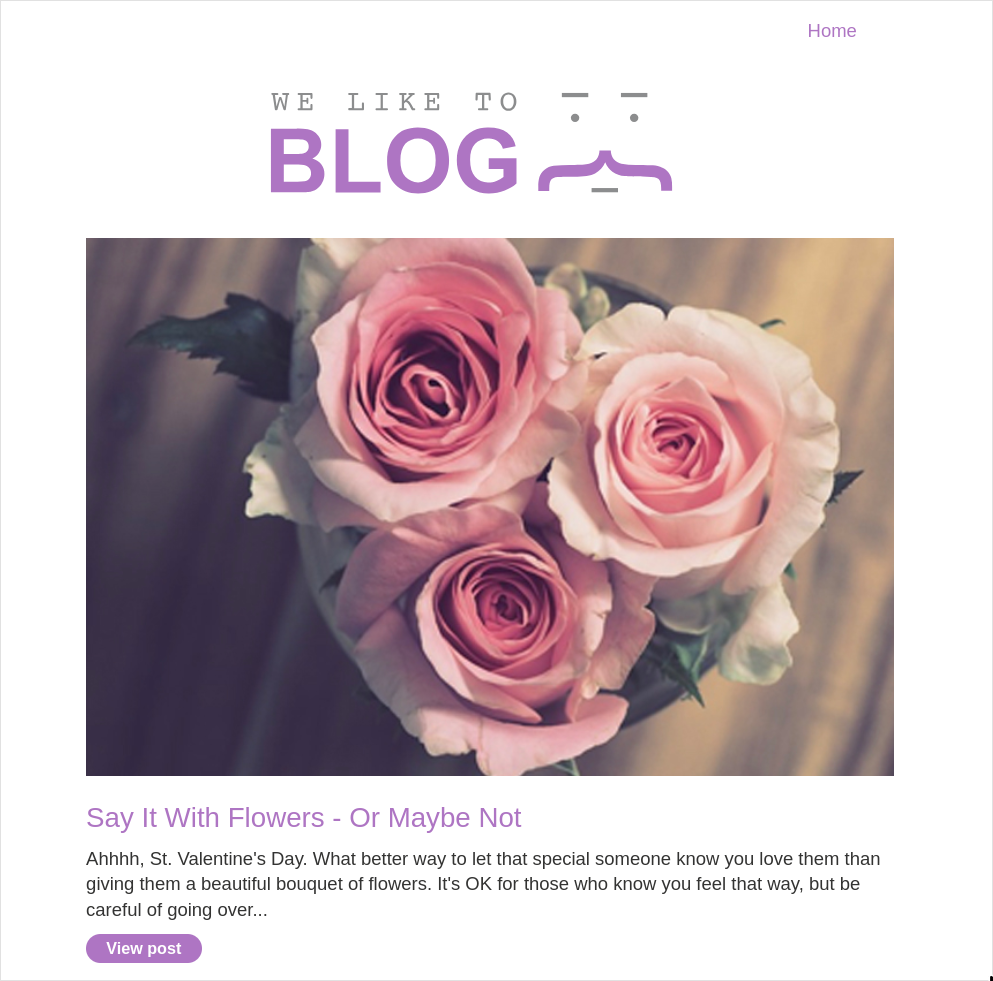 Home
WE LIKE TO
BLOG
Say It With Flowers - Or Maybe Not
Ahhhh, St. Valentine's Day. What better way to let that special someone know you love them than
giving them a beautiful bouquet of flowers. It's OK for those who know you feel that way, but be
careful of going over...
View post